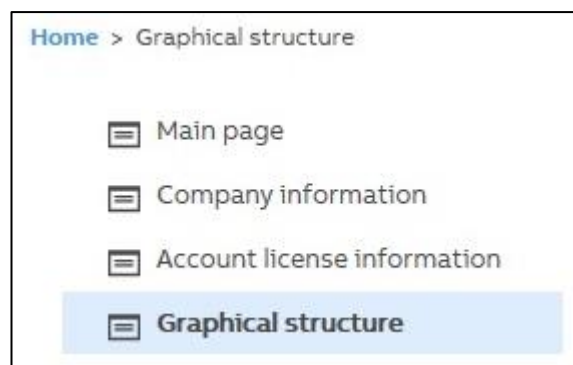 Home > Graphical structure
Main page
Company information
Account license information
Graphical structure